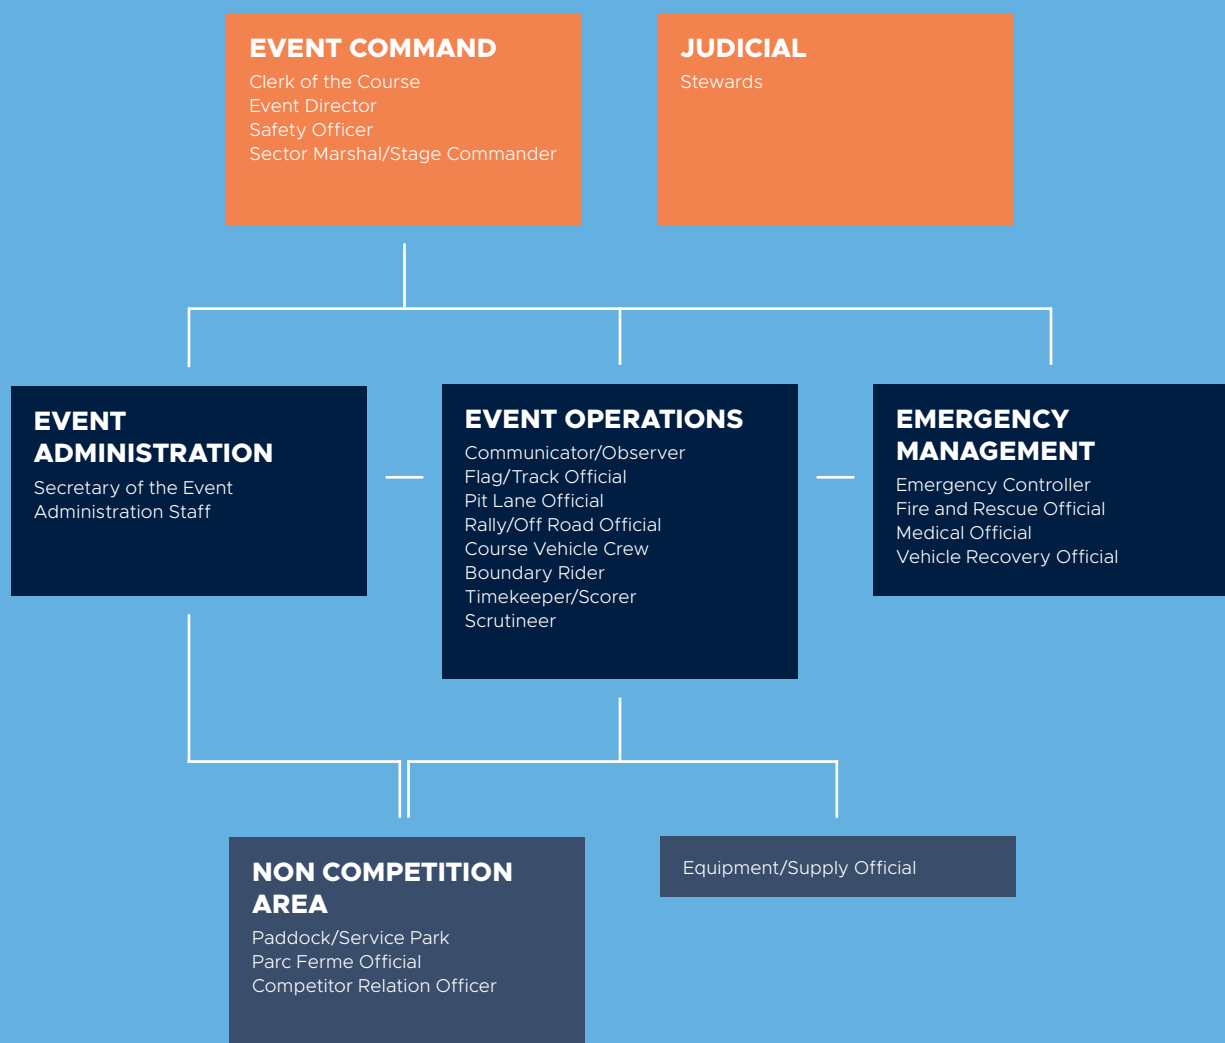 EVENT COMMAND
Clerk of the Course
Event Director
Safety Officer
Sector Marshal/Stage Commander
JUDICIAL
Stewards
EVENT
ADMINISTRATION
Secretary of the Event
Administration Staff
EVENT OPERATIONS
Communicator/Observer
Flag/Track Official
Pit Lane Official
Rally/Off Road Official
Course Vehicle Crew
Boundary Rider
Timekeeper/Scorer
Scrutineer
EMERGENCY
MANAGEMENT
Emergency Controller
Fire and Rescue Official
Medical Official
Vehicle Recovery Official
NON COMPETITION
AREA
Paddock/Service Park
Parc Ferme Official
Competitor Relation Officer
Equipment/Supply Official